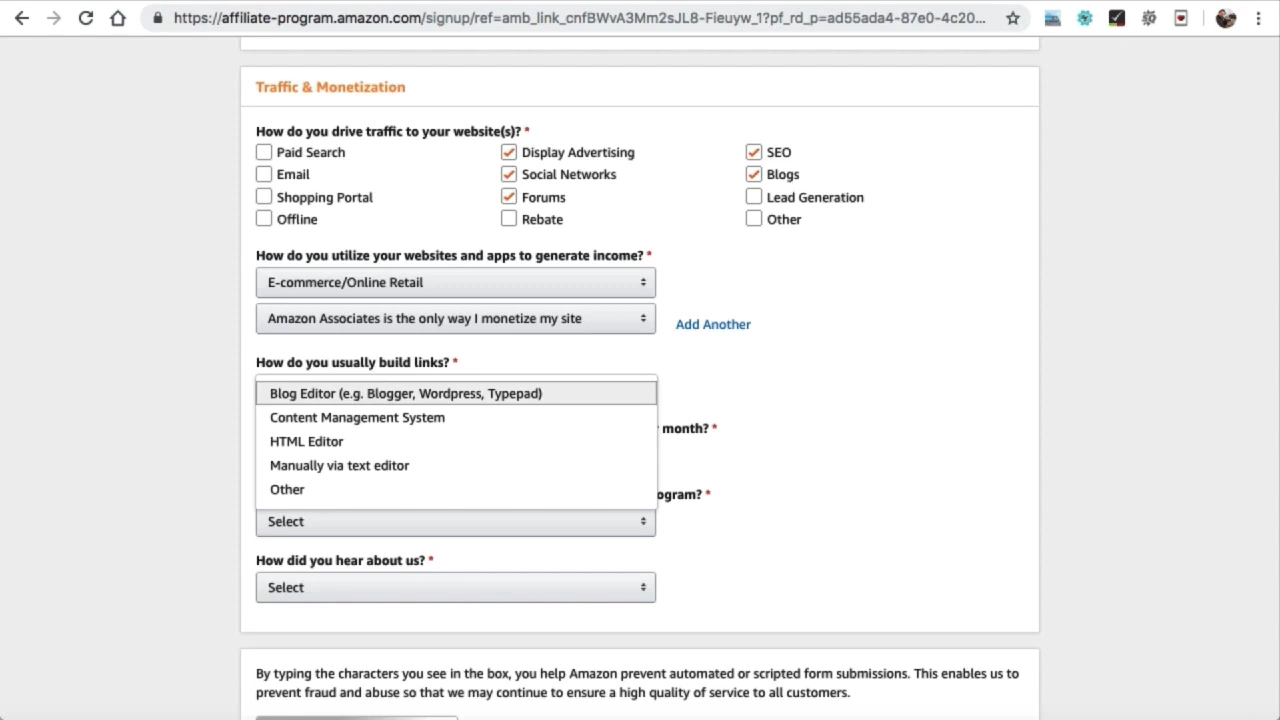 https://affiliate-program.amazon.com/signup/ref=amb_link_cnfBWvA3Mm2sJL8-Fieuyw_1?pf_rd_p=ad55ada4-87e0-4c20...
Traffic & Monetization
How do you drive traffic to your website(s)? *
Paid Search Display Advertising SEO
Email Social Networks Blogs
Shopping Portal Forums Lead Generation
Offline Rebate Other
How do you utilize your websites and apps to generate income? *
E-commerce/Online Retail
Amazon Associates is the only way I monetize my site
Add Another
How do you usually build links? *
Blog Editor (e.g. Blogger, Wordpress, Typepad)
Content Management System
month? *
HTML Editor
Manually via text editor
Other
ogram? *
Select
How did you hear about us? *
Select
By typing the characters you see in the box, you help Amazon prevent automated or scripted form submissions. This enables us to
prevent fraud and abuse so that we may continue to ensure a high quality of service to all customers.